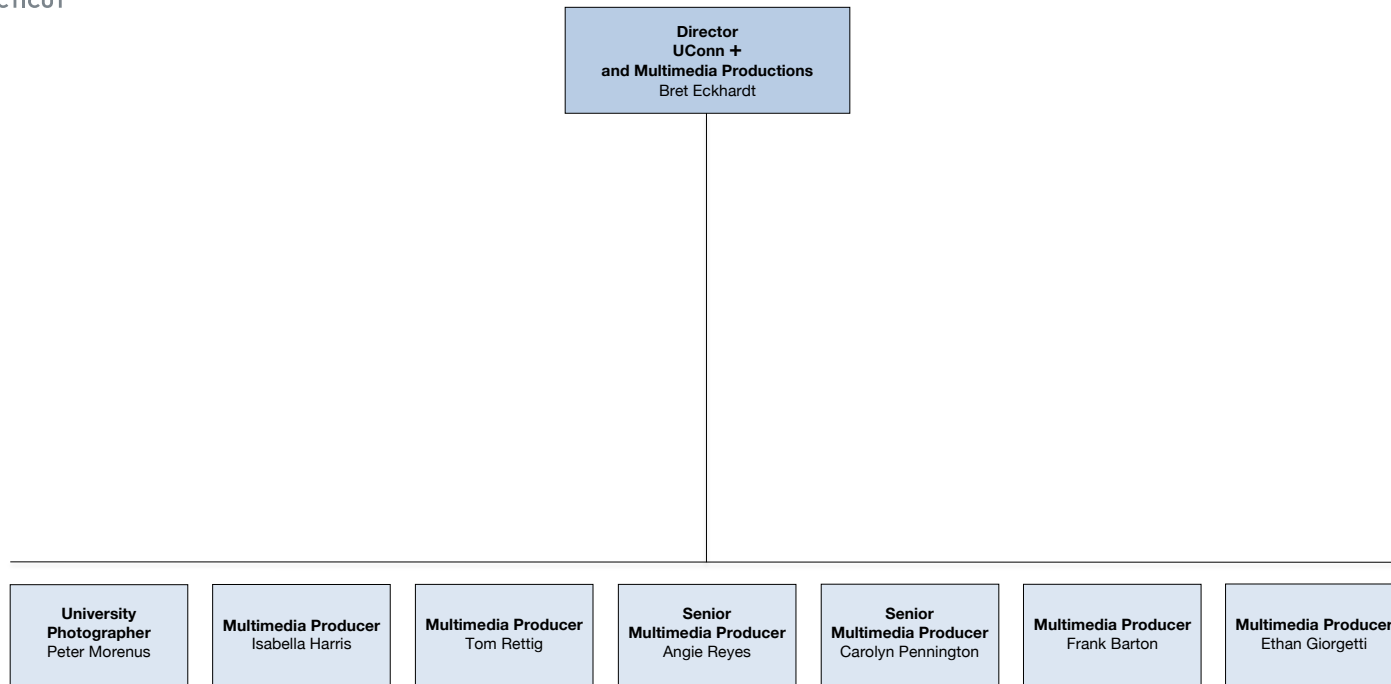 Director
UConn +
and Multimedia Productions
Bret Eckhardt
University
Photographer
Peter Morenus
Multimedia Producer
Isabella Harris
Multimedia Producer
Tom Rettig
Senior
Multimedia Producer
Angie Reyes
Senior
Multimedia Producer
Carolyn Pennington
Multimedia Producer
Frank Barton
Multimedia Producer
Ethan Giorgetti